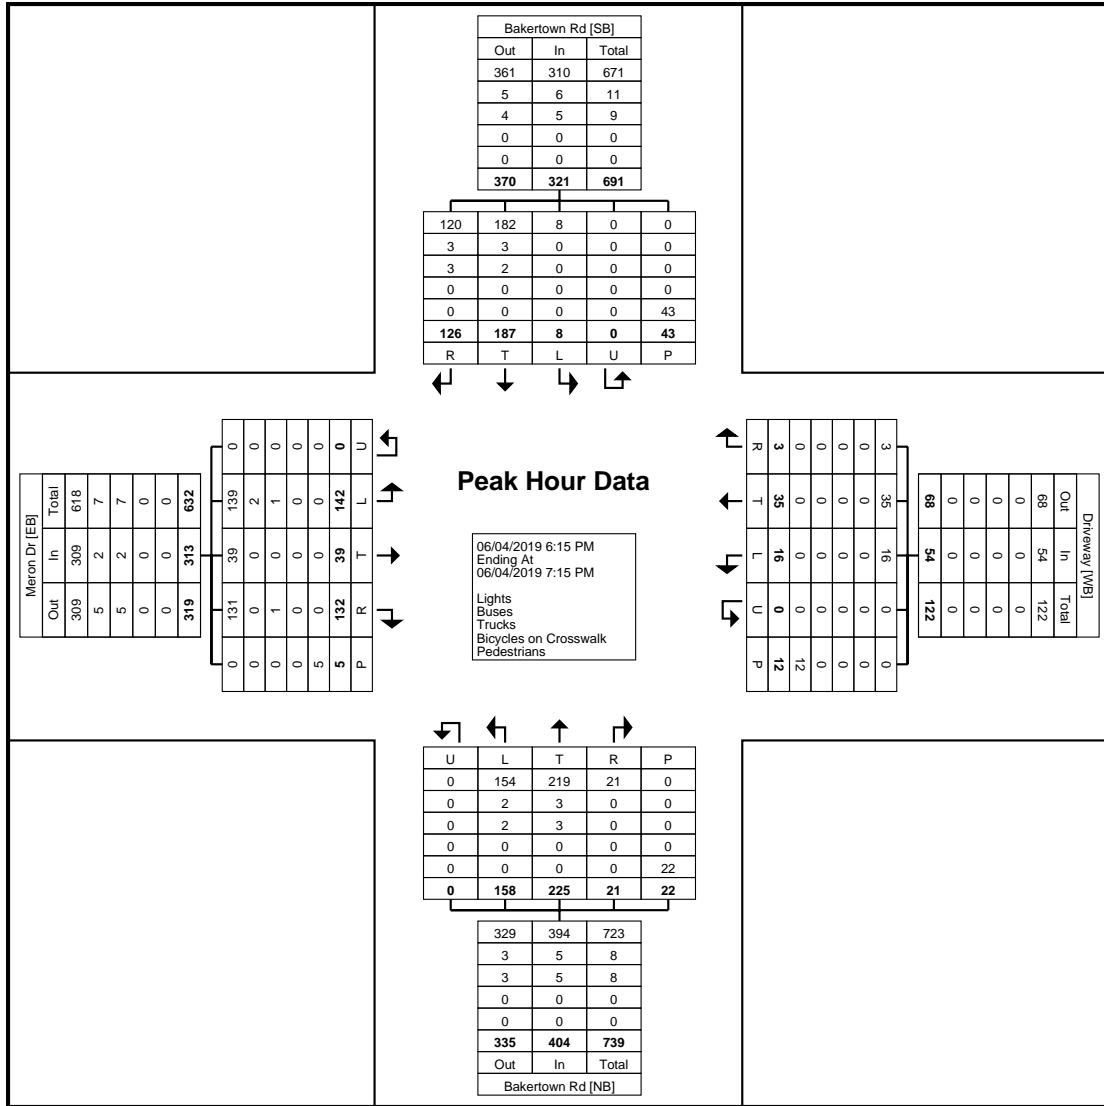 Bakertown Rd [SB]
Out In Total
361 310 671
5 6 11
4 5 9
0 0 0
0 0 0
370 321 691
120 182 8 0 0
3 3 0 0 0
3 2 0 0 0
0 0 0 0 0
0 0 0 0 43
126 187 8 0 43
R T L U P
Meron Dr [EB]
Out In Total
309 309 618
5 2 7
5 2 7
0 0 0
0 0 0
319 313 632
0 131 39 139 0
0 0 0 2 0
0 1 0 1 0
0 0 0 0 0
5 0 0 0 0
5 132 39 142 0
P R T L U
Peak Hour Data
06/04/2019 6:15 PM
Ending At
06/04/2019 7:15 PM
Lights
Buses
Trucks
Bicycles on Crosswalk
Pedestrians
Driveway [WB]
Out In Total
68 54 122
0 0 0
0 0 0
0 0 0
0 0 0
68 54 122
3 35 16 0 0
0 0 0 0 0
0 0 0 0 0
0 0 0 0 0
0 0 0 0 12
3 35 16 0 12
R T L U P
U L T R P
0 154 219 21 0
0 2 3 0 0
0 2 3 0 0
0 0 0 0 0
0 0 0 0 22
0 158 225 21 22
329 394 723
3 5 8
3 5 8
0 0 0
0 0 0
335 404 739
Out In Total
Bakertown Rd [NB]